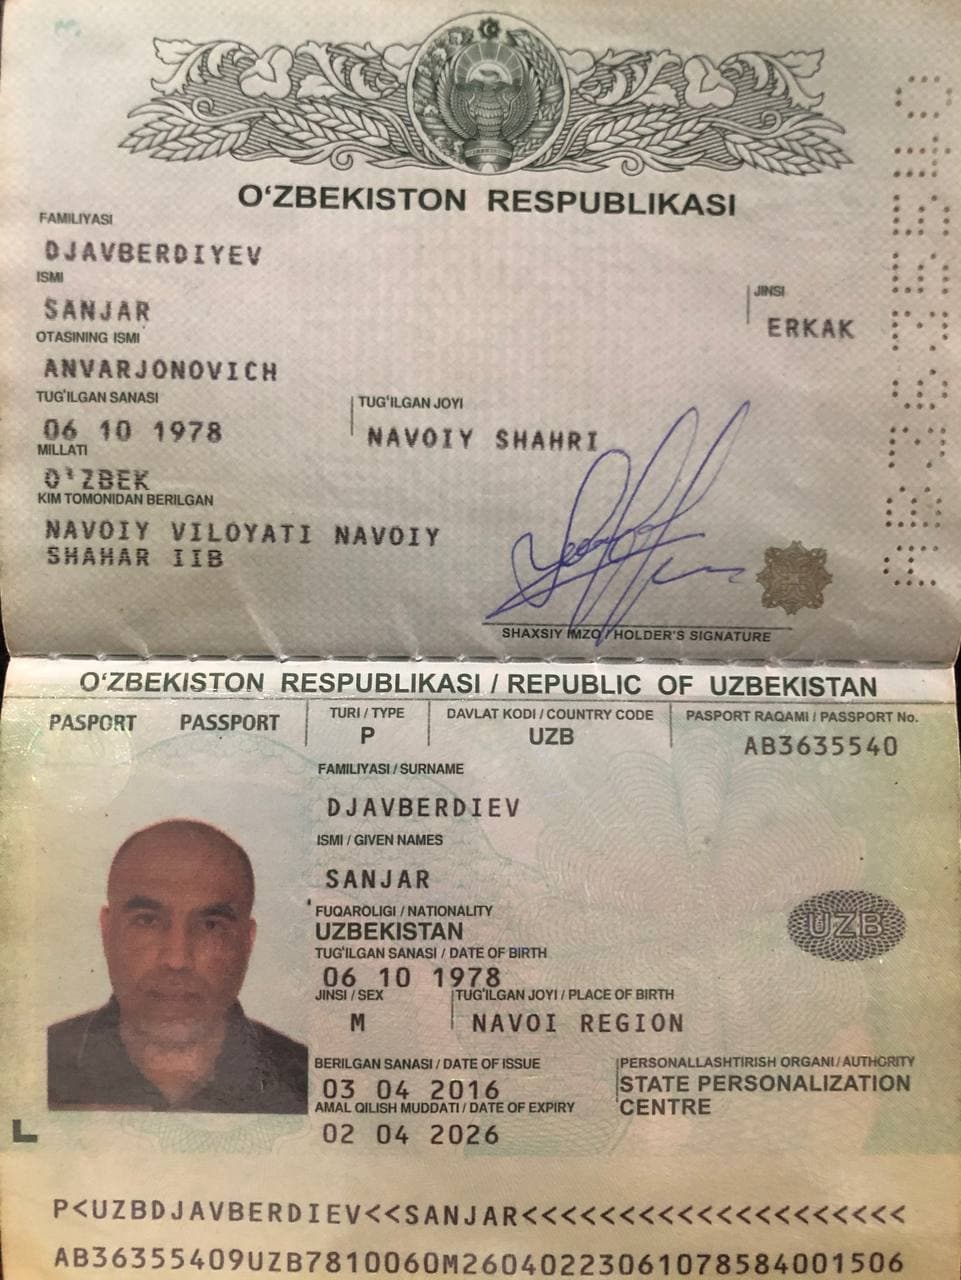 O‘ZBEKISTON RESPUBLIKASI
FAMILIYASI
DJAVBERDIYEV
ISMI
SANJAR
JINSI
ERKAK
OTASINING ISMI
ANVARJONOVICH
TUG‘ILGAN SANASI
06 10 1978
TUG‘ILGAN JOYI
NAVOIY SHAHRI
MILLATI
O'ZBEK
KIM TOMONIDAN BERILGAN
NAVOIY VILOYATI NAVOIY
SHAHAR IIB
SHAXSIY IMZO / HOLDER'S SIGNATURE
AB3635540
O‘ZBEKISTON RESPUBLIKASI / REPUBLIC OF UZBEKISTAN
PASPORT PASSPORT
TURI / TYPE
P
DAVLAT KODI / COUNTRY CODE
UZB
PASPORT RAQAMI / PASSPORT No.
AB3635540
FAMILIYASI / SURNAME
DJAVBERDIEV
ISMI / GIVEN NAMES
SANJAR
FUQAROLIGI / NATIONALITY
UZBEKISTAN
UZB
TUG‘ILGAN SANASI / DATE OF BIRTH
06 10 1978
JINSI / SEX
M
TUG‘ILGAN JOYI / PLACE OF BIRTH
NAVOI REGION
BERILGAN SANASI / DATE OF ISSUE
03 04 2016
PERSONALLASHTIRISH ORGANI / AUTHORITY
STATE PERSONALIZATION
CENTRE
AMAL QILISH MUDDATI / DATE OF EXPIRY
02 04 2026
P<UZBDJAVBERDIEV<<SANJAR<<<<<<<<<<<<<<<<<<<<
AB36355409UZB7810060M26040223061078584001506